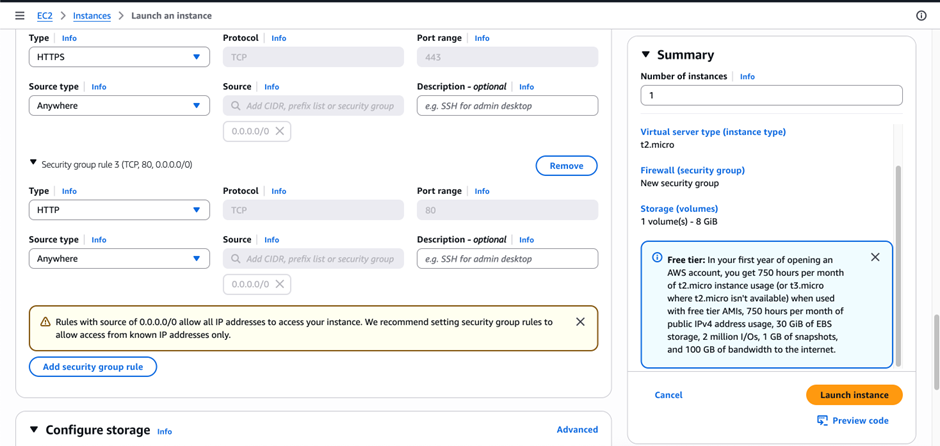 EC2 > Instances > Launch an instance
Type Info Protocol Info Port range Info
HTTPS TCP 443
Source type Info Source Info Description - optional Info
Anywhere Add CIDR, prefix list or security group e.g. SSH for admin desktop
0.0.0.0/0
Security group rule 3 (TCP, 80, 0.0.0.0/0) Remove
Type Info Protocol Info Port range Info
HTTP TCP 80
Source type Info Source Info Description - optional Info
Anywhere Add CIDR, prefix list or security group e.g. SSH for admin desktop
0.0.0.0/0
Rules with source of 0.0.0.0/0 allow all IP addresses to access your instance. We recommend setting security group rules to
allow access from known IP addresses only.
Add security group rule
Configure storage Info Advanced
Summary
Number of instances Info
1
Virtual server type (instance type)
t2.micro
Firewall (security group)
New security group
Storage (volumes)
1 volume(s) - 8 GiB
Free tier: In your first year of opening an
AWS account, you get 750 hours per month
of t2.micro instance usage (or t3.micro
where t2.micro isn't available) when used
with free tier AMIs, 750 hours per month of
public IPv4 address usage, 30 GiB of EBS
storage, 2 million I/Os, 1 GB of snapshots,
and 100 GB of bandwidth to the internet.
Cancel Launch instance
Preview code